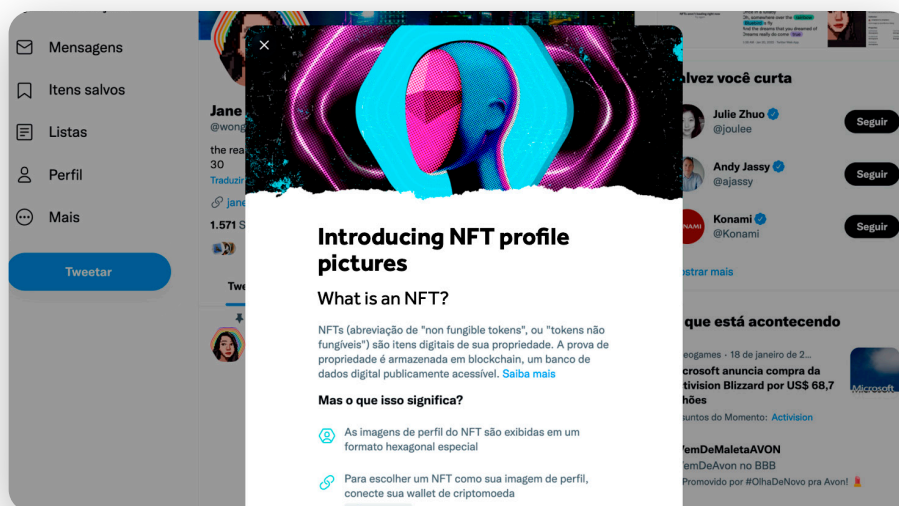 Mensagens
Itens salvos
Listas
Perfil
Mais
Tweetar
Jane
@wong
the rea
30
Traduzir
jane
1.571 S
Twe
Introducing NFT profile
pictures
What is an NFT?
NFTs (abreviação de "non fungible tokens", ou "tokens não
fungíveis") são itens digitais de sua propriedade. A prova de
propriedade é armazenada em blockchain, um banco de
dados digital publicamente acessível. Saiba mais
Mas o que isso significa?
As imagens de perfil do NFT são exibidas em um
formato hexagonal especial
Para escolher um NFT como sua imagem de perfil,
conecte sua wallet de criptomoeda
lvez você curta
Julie Zhuo
@joulee
Seguir
Andy Jassy
@ajassy
Seguir
NAMI
Konami
@Konami
Seguir
ostrar mais
que está acontecendo
eogames · 18 de janeiro de 2...
crosoft anuncia compra da
tivision Blizzard por US$ 68,7
hões
Microsoft
suntos do Momento: Activision
emDeMaletaAVON
emDeAvon no BBB
Promovido por #OlhaDeNovo pra Avon!